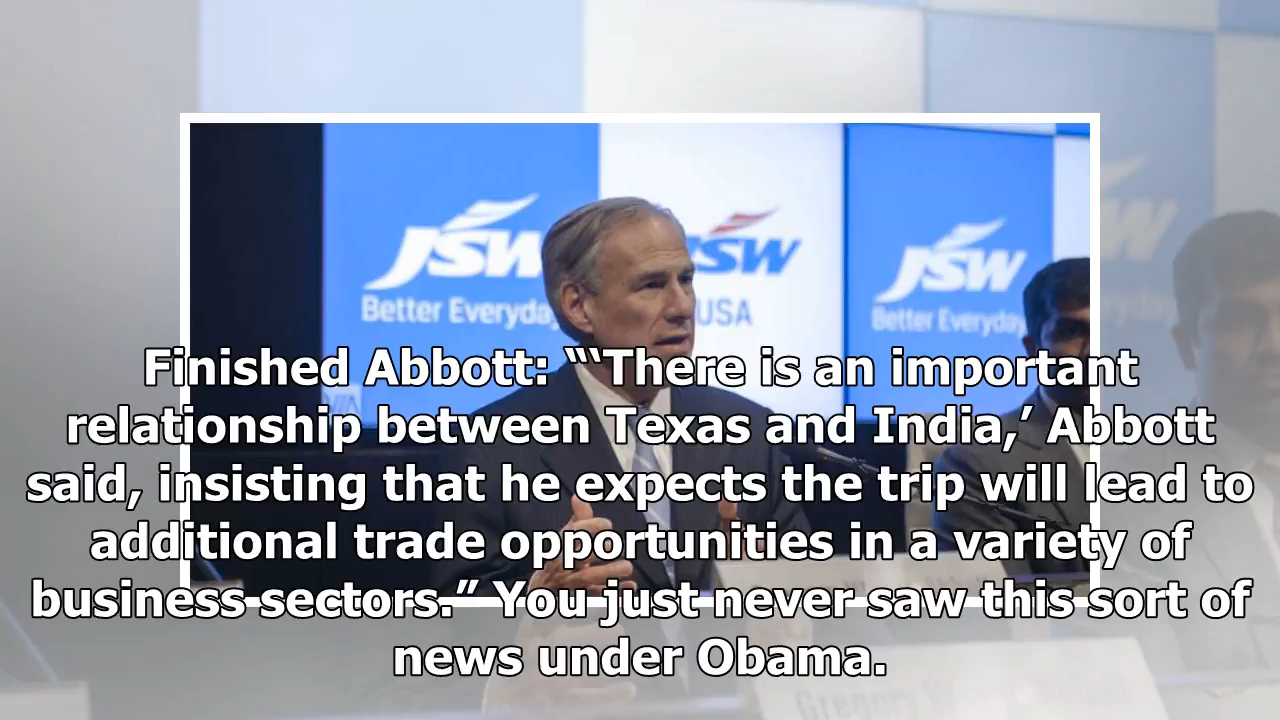 JSW
Better Everyday
JSW
USA
JSW
Better Everyday
Finished Abbott: “‘There is an important
relationship between Texas and India,’ Abbott
said, insisting that he expects the trip will lead to
additional trade opportunities in a variety of
business sectors.” You just never saw this sort of
news under Obama.
Gregory